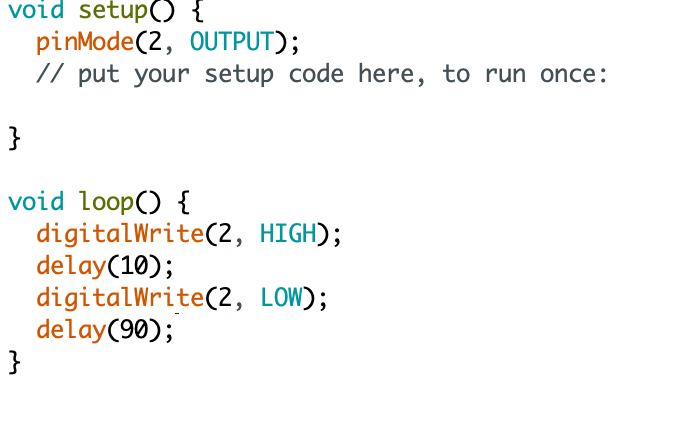 void setup() {
  pinMode(2, OUTPUT);
  // put your setup code here, to run once:
}
void loop() {
  digitalWrite(2, HIGH);
  delay(10);
  digitalWrite(2, LOW);
  delay(90);
}